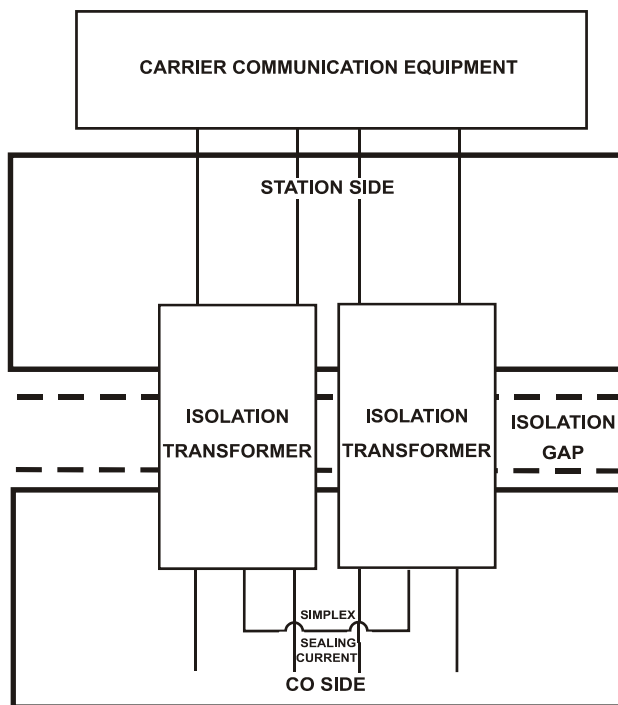 CARRIER COMMUNICATION EQUIPMENT
STATION SIDE
ISOLATION
TRANSFORMER
ISOLATION
TRANSFORMER
ISOLATION
GAP
SIMPLEX
SEALING
CURRENT
CO SIDE